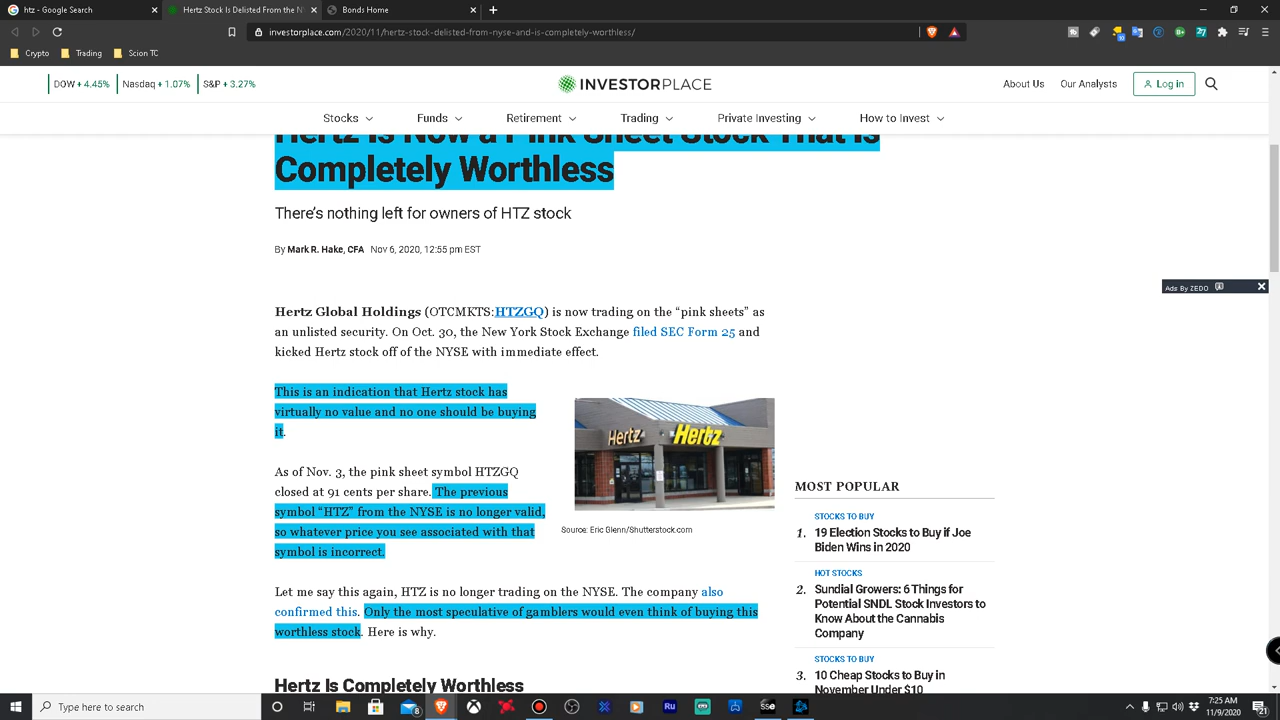 htz - Google Search
Hertz Stock Is Delisted From the N
Bonds Home
investorplace.com/2020/11/hertz-stock-delisted-from-nyse-and-is-completely-worthless/
Crypto
Trading
Scion TC
DOW + 4.45%
Nasdaq + 1.07%
S&P + 3.27%
INVESTORPLACE
About Us
Our Analysts
Log in
Stocks
Funds
Retirement
Trading
Private Investing
How to Invest
Hertz Is Now a Pink Sheet Stock That Is
Completely Worthless
There's nothing left for owners of HTZ stock
By Mark R. Hake, CFA Nov 6, 2020, 12:55 pm EST
Ads By ZEDO
Hertz Global Holdings (OTCMKTS:HTZGQ) is now trading on the “pink sheets” as
an unlisted security. On Oct. 30, the New York Stock Exchange filed SEC Form 25 and
kicked Hertz stock off of the NYSE with immediate effect.
This is an indication that Hertz stock has
virtually no value and no one should be buying
it.
Hertz Hertz
As of Nov. 3, the pink sheet symbol HTZGQ
closed at 91 cents per share. The previous
symbol “HTZ” from the NYSE is no longer valid,
so whatever price you see associated with that
symbol is incorrect.
Source: Eric Glenn/Shutterstock.com
Let me say this again, HTZ is no longer trading on the NYSE. The company also
confirmed this. Only the most speculative of gamblers would even think of buying this
worthless stock. Here is why.
Hertz Is Completely Worthless
MOST POPULAR
STOCKS TO BUY
1. 19 Election Stocks to Buy if Joe
Biden Wins in 2020
HOT STOCKS
2. Sundial Growers: 6 Things for
Potential SNDL Stock Investors to
Know About the Cannabis
Company
STOCKS TO BUY
3. 10 Cheap Stocks to Buy in
November Under $10
Type here to search
8
Ru
sse
7:25 AM
11/9/2020
21